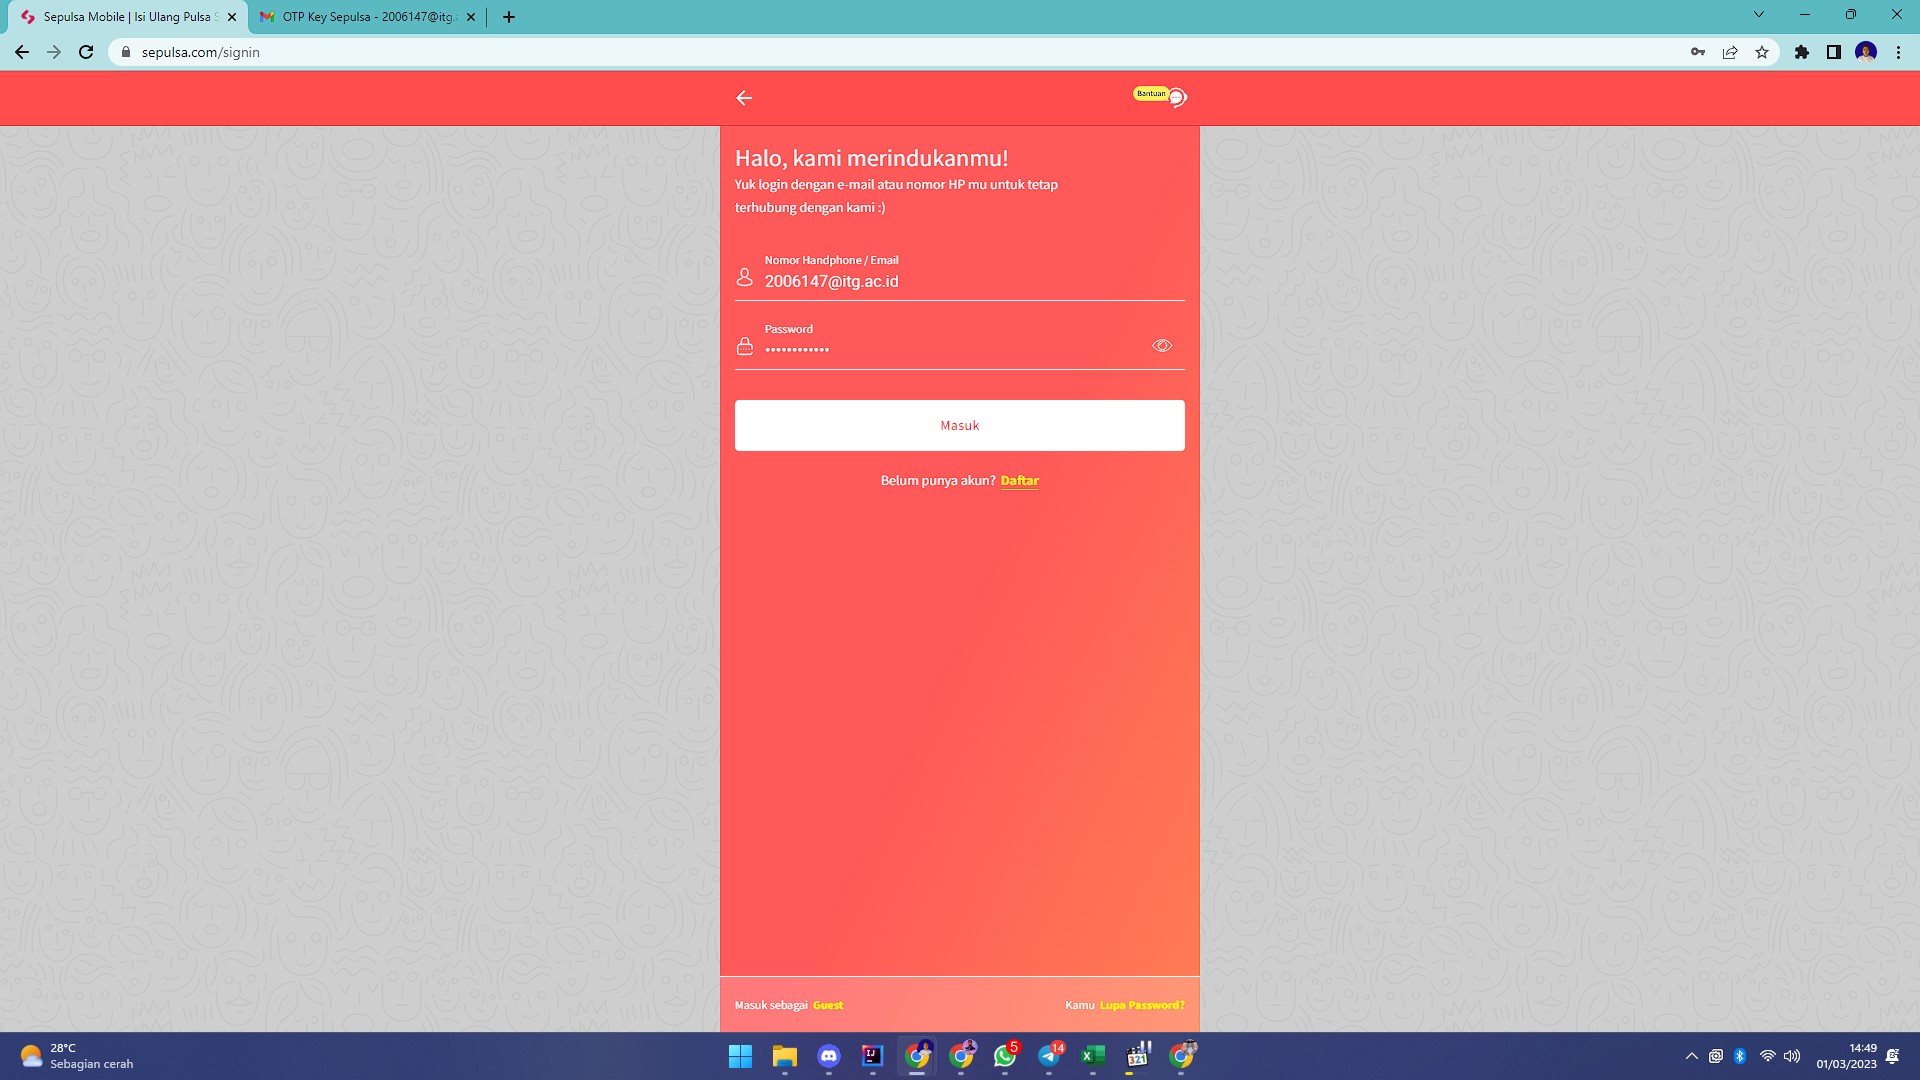 Sepulsa Mobile | Isi Ulang Pulsa S
OTP Key Sepulsa - 2006147@itg.
sepulsa.com/signin
Bantuan
Halo, kami merindukanmu!
Yuk login dengan e-mail atau nomor HP mu untuk tetap
terhubung dengan kami :)
Nomor Handphone / Email
2006147@itg.ac.id
Password
••••••••••••
Masuk
Belum punya akun? Daftar
Masuk sebagai Guest
Kamu Lupa Password?
28°C
Sebagian cerah
IJ
5
14
X
321
14:49
01/03/2023